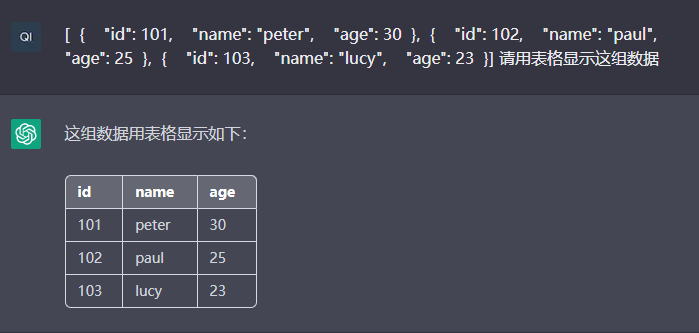 QI
[ { "id": 101, "name": "peter", "age": 30 }, { "id": 102, "name": "paul",
"age": 25 }, { "id": 103, "name": "lucy", "age": 23 }] 请用表格显示这组数据
这组数据用表格显示如下：
id name age
101 peter 30
102 paul 25
103 lucy 23